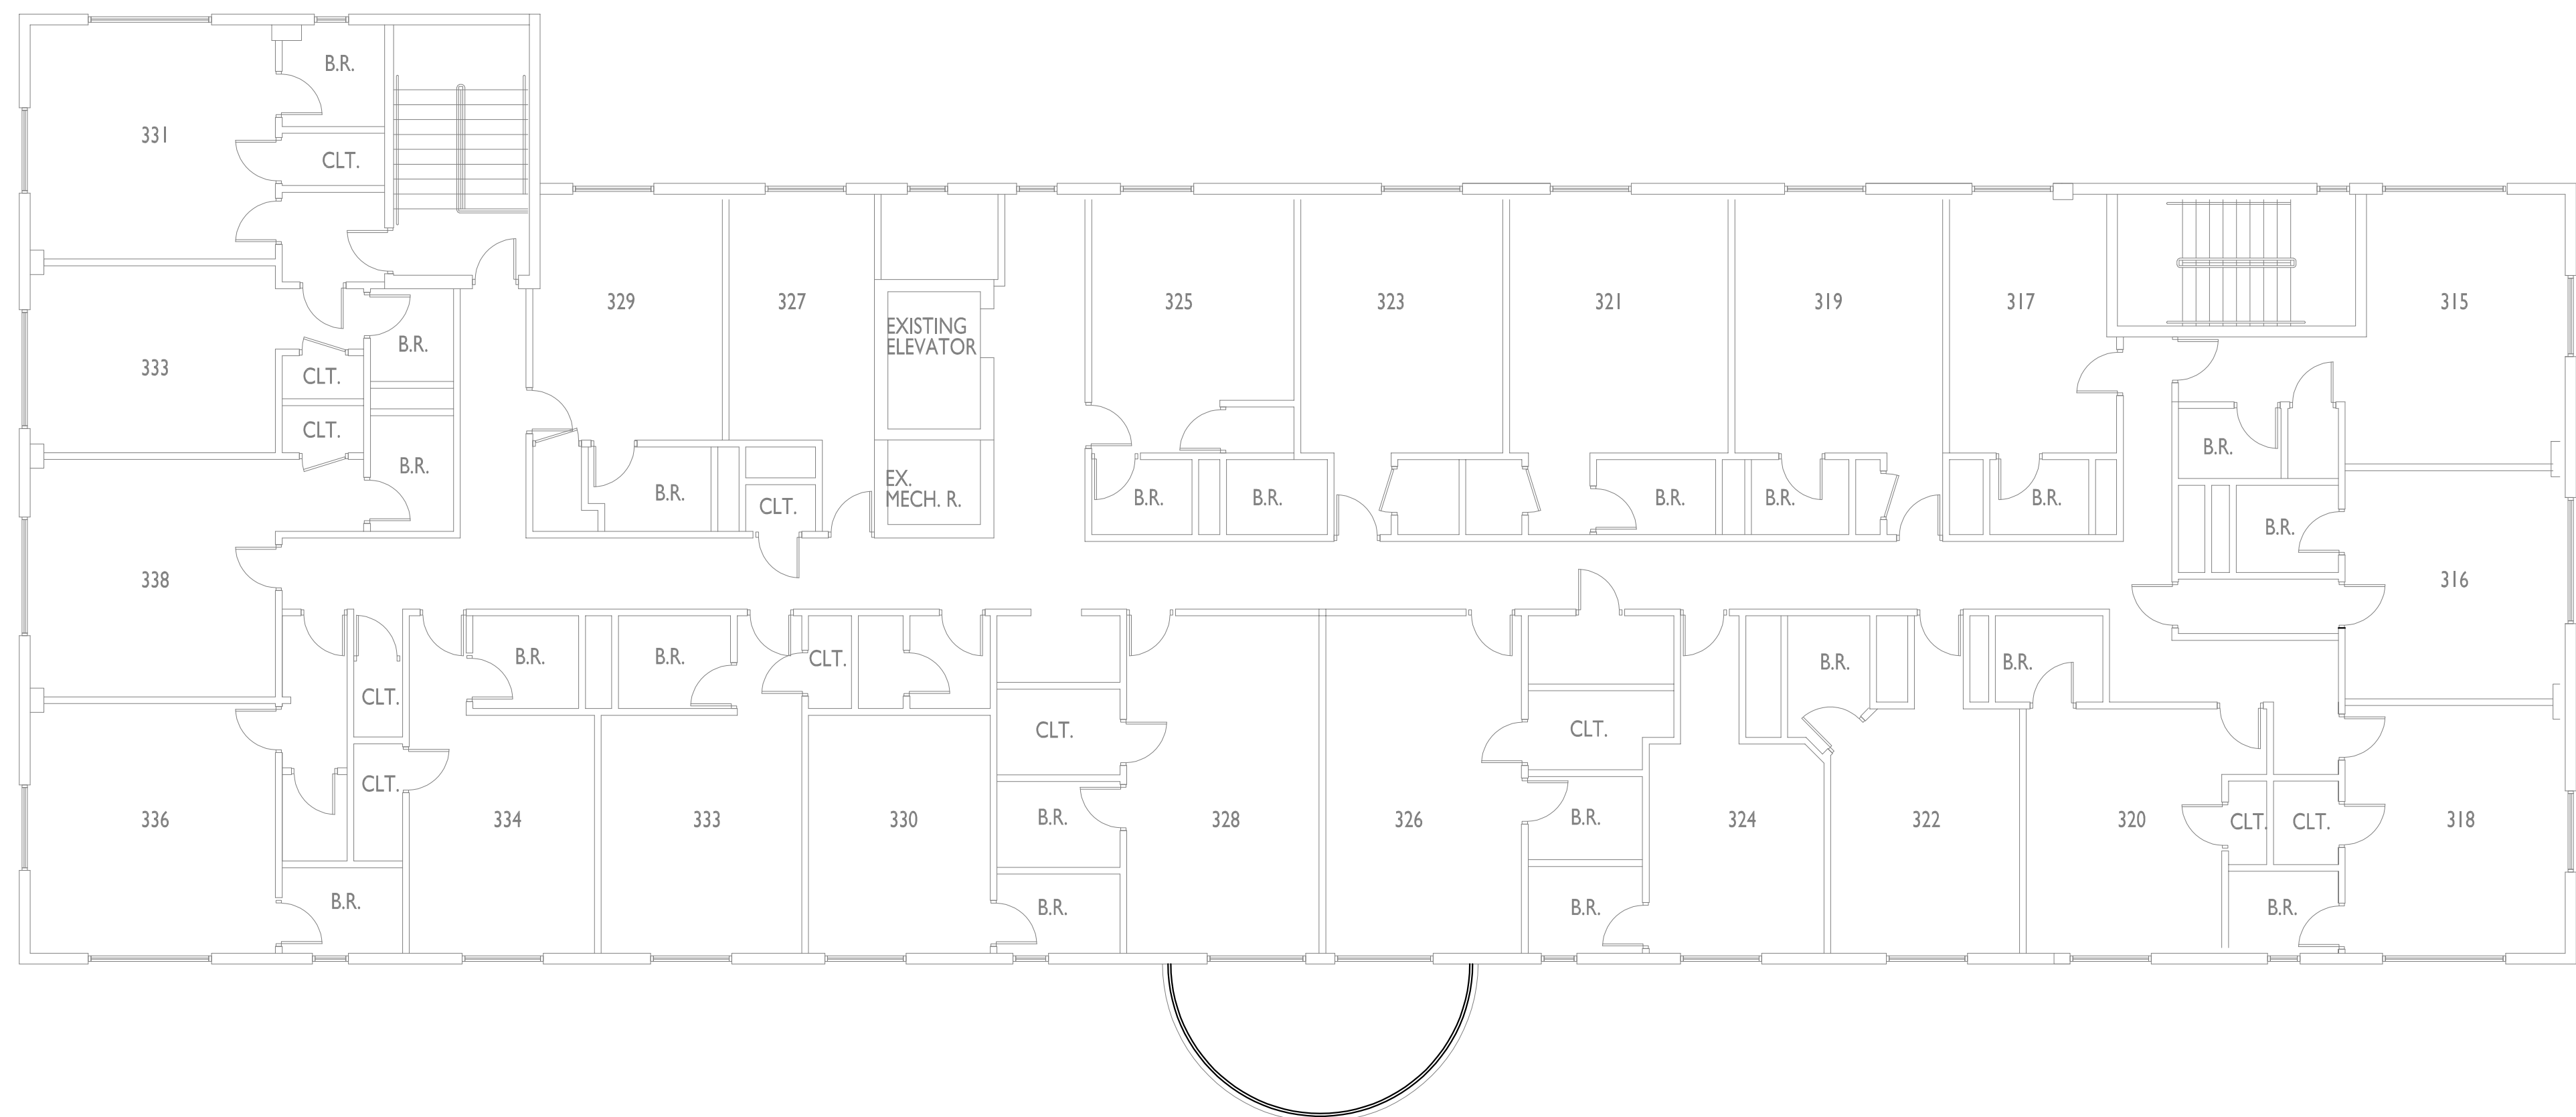 B.R.
331
CLT.
329
327
325
323
321
319
317
315
EXISTING
ELEVATOR
B.R.
333
CLT.
CLT.
B.R.
B.R.
CLT.
EX.
MECH. R.
B.R.
B.R.
B.R.
B.R.
B.R.
B.R.
B.R.
338
316
B.R.
B.R.
CLT.
B.R.
B.R.
CLT.
CLT.
CLT.
CLT.
336
334
333
330
B.R.
328
326
B.R.
324
322
320
CLT.
CLT.
318
B.R.
B.R.
B.R.
B.R.